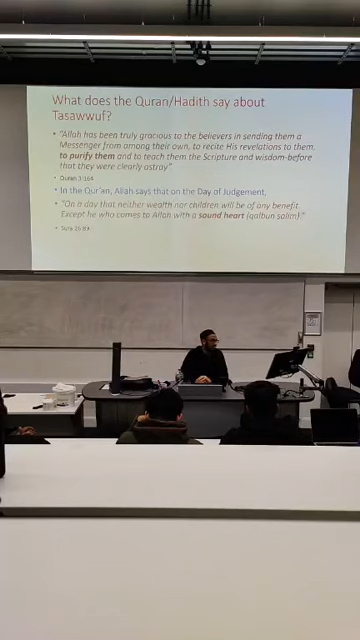 What does the Quran/Hadith say about
Tasawwuf?
• "Allah has been truly gracious to the believers in sending them a
Messenger from among their own, to recite His revelations to them,
to purify them and to teach them the Scripture and wisdom-before
that they were clearly astray"
• Quran 3:164
• In the Qur'an, Allah says that on the Day of Judgement,
• "On a day that neither wealth nor children will be of any benefit.
Except he who comes to Allah with a sound heart (qalbun salim)."
• Sura 26:89